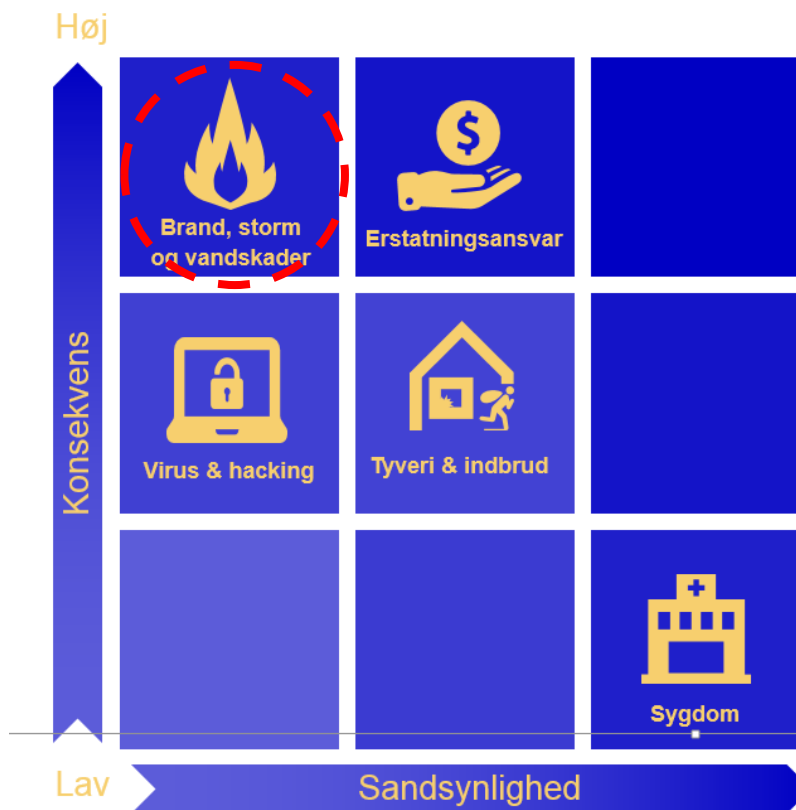 Høj
Brand, storm
og vandskader
$
Erstatningsansvar
Konsekvens
Virus & hacking
Tyveri & indbrud
Sygdom
Lav
Sandsynlighed